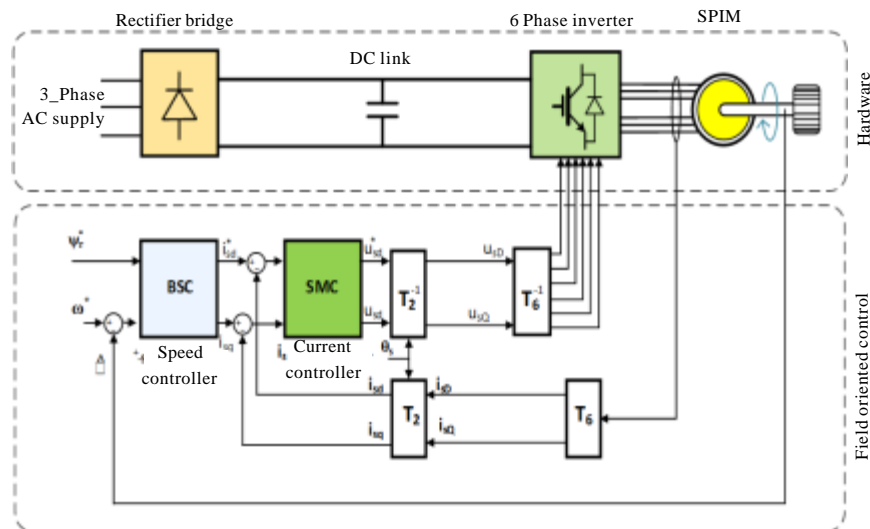 Rectifier bridge
6 Phase inverter
SPIM
DC link
3_Phase
AC supply
Hardware
ψr*
isd*
usd*
usD
BSC
SMC
T2^-1
T6^-1
ω*
isq
usd
usQ
Speed
controller
is
Current
controller
θs
isd
isD
T2
T6
isq
isQ
Field oriented control